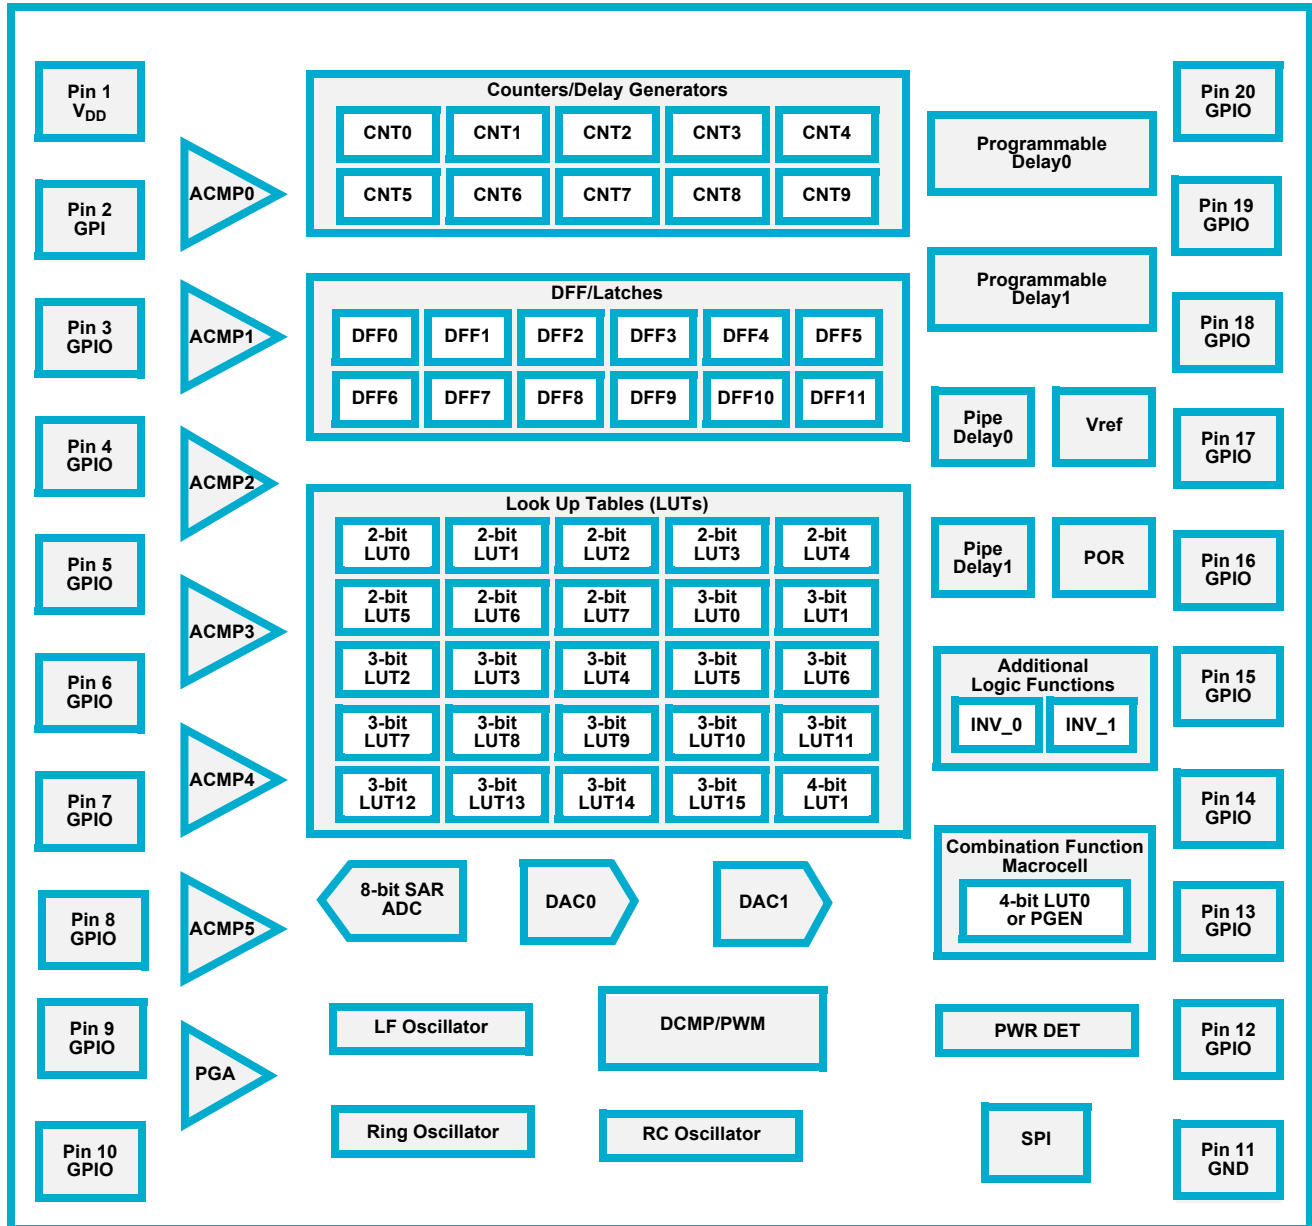 Pin 1
VDD
Pin 2
GPI
Pin 3
GPIO
Pin 4
GPIO
Pin 5
GPIO
Pin 6
GPIO
Pin 7
GPIO
Pin 8
GPIO
Pin 9
GPIO
Pin 10
GPIO
ACMP0
ACMP1
ACMP2
ACMP3
ACMP4
ACMP5
PGA
Counters/Delay Generators
CNT0 CNT1 CNT2 CNT3 CNT4
CNT5 CNT6 CNT7 CNT8 CNT9
DFF/Latches
DFF0 DFF1 DFF2 DFF3 DFF4 DFF5
DFF6 DFF7 DFF8 DFF9 DFF10 DFF11
Look Up Tables (LUTs)
2-bit 2-bit 2-bit 2-bit 2-bit
LUT0 LUT1 LUT2 LUT3 LUT4
2-bit 2-bit 2-bit 3-bit 3-bit
LUT5 LUT6 LUT7 LUT0 LUT1
3-bit 3-bit 3-bit 3-bit 3-bit
LUT2 LUT3 LUT4 LUT5 LUT6
3-bit 3-bit 3-bit 3-bit 3-bit
LUT7 LUT8 LUT9 LUT10 LUT11
3-bit 3-bit 3-bit 3-bit 4-bit
LUT12 LUT13 LUT14 LUT15 LUT1
8-bit SAR
ADC
DAC0
DAC1
LF Oscillator
DCMP/PWM
Ring Oscillator
RC Oscillator
Programmable
Delay0
Programmable
Delay1
Pipe
Delay0
Vref
Pipe
Delay1
POR
Additional
Logic Functions
INV_0 INV_1
Combination Function
Macrocell
4-bit LUT0
or PGEN
PWR DET
SPI
Pin 20
GPIO
Pin 19
GPIO
Pin 18
GPIO
Pin 17
GPIO
Pin 16
GPIO
Pin 15
GPIO
Pin 14
GPIO
Pin 13
GPIO
Pin 12
GPIO
Pin 11
GND